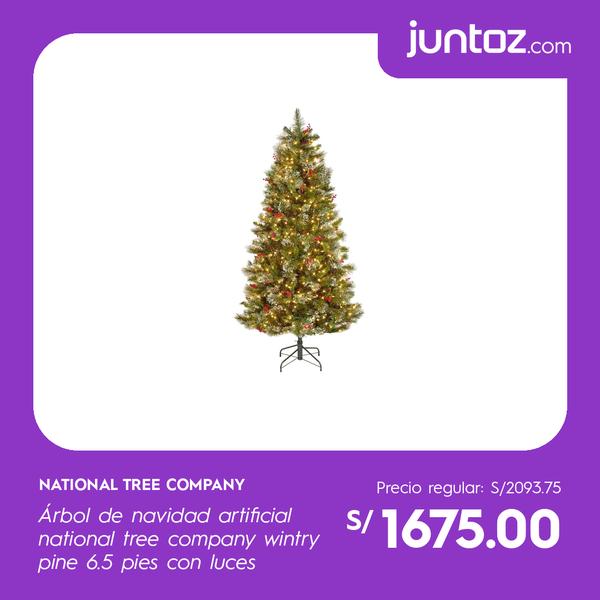 juntoz.com
NATIONAL TREE COMPANY
Árbol de navidad artificial
national tree company wintry
pine 6.5 pies con luces
Precio regular: S/2093.75
S/ 1675.00